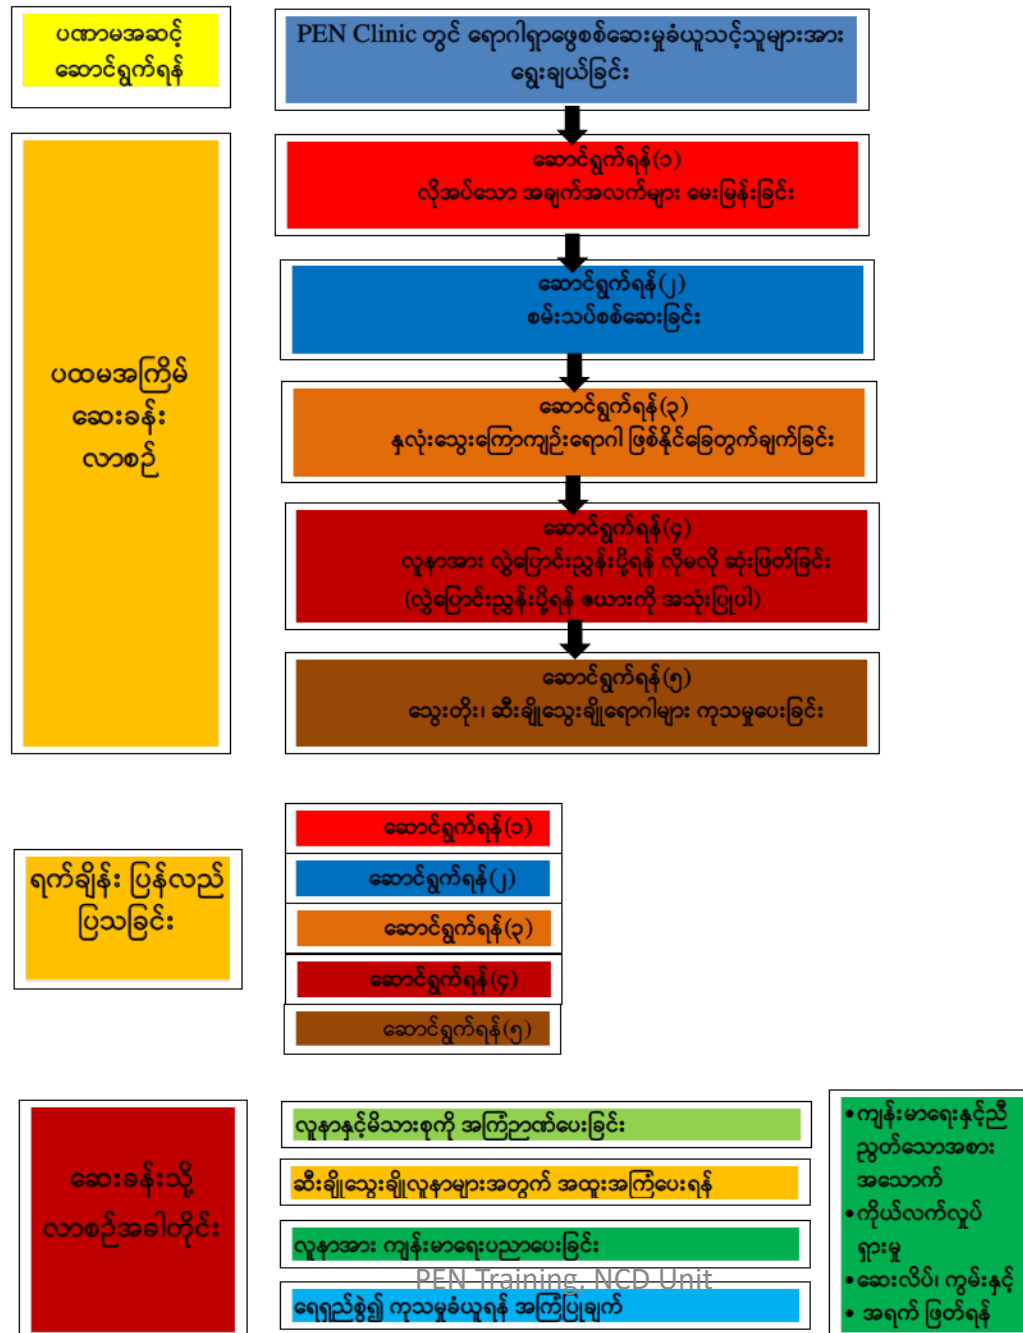 ပဏာမအဆင့်
ဆောင်ရွက်ရန်
PEN Clinic တွင် ရောဂါရှာဖွေစစ်ဆေးမှုခံယူသင့်သူများအား
ရွေးချယ်ခြင်း
ပထမအကြိမ်
ဆေးခန်း
လာစဉ်
ဆောင်ရွက်ရန်(၁)
လိုအပ်သော အချက်အလက်များ မေးမြန်းခြင်း
ဆောင်ရွက်ရန်(၂)
စမ်းသပ်စစ်ဆေးခြင်း
ဆောင်ရွက်ရန်(၃)
နှလုံးသွေးကြောကျဉ်းရောဂါ ဖြစ်နိုင်ခြေတွက်ချက်ခြင်း
ဆောင်ရွက်ရန်(၄)
လူနာအား လွှဲပြောင်းညွှန်းပို့ရန် လိုမလို ဆုံးဖြတ်ခြင်း
(လွှဲပြောင်းညွှန်းပို့ရန် ဇယားကို အသုံးပြုပါ)
ဆောင်ရွက်ရန်(၅)
သွေးတိုး၊ ဆီးချိုသွေးချိုရောဂါများ ကုသမှုပေးခြင်း
ရက်ချိန်း ပြန်လည်
ပြသခြင်း
ဆောင်ရွက်ရန်(၁)
ဆောင်ရွက်ရန်(၂)
ဆောင်ရွက်ရန်(၃)
ဆောင်ရွက်ရန်(၄)
ဆောင်ရွက်ရန်(၅)
ဆေးခန်းသို့
လာစဉ်အခါတိုင်း
လူနာနှင့်မိသားစုကို အကြံဉာဏ်ပေးခြင်း
ဆီးချိုသွေးချိုလူနာများအတွက် အထူးအကြံပေးရန်
လူနာအား ကျန်းမာရေးပညာပေးခြင်း
ရေရှည်စွဲ၍ ကုသမှုခံယူရန် အကြံပြုချက်
• ကျန်းမာရေးနှင့်ညီ
ညွတ်သောအစား
အသောက်
• ကိုယ်လက်လှုပ်
ရှားမှု
• ဆေးလိပ်၊ ကွမ်းနှင့်
• အရက် ဖြတ်ရန်
PEN Training, NCD Unit